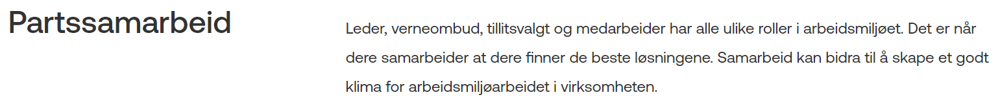 Partssamarbeid
Leder, verneombud, tillitsvalgt og medarbeider har alle ulike roller i arbeidsmiljøet. Det er når
dere samarbeider at dere finner de beste løsningene. Samarbeid kan bidra til å skape et godt
klima for arbeidsmiljøarbeidet i virksomheten.